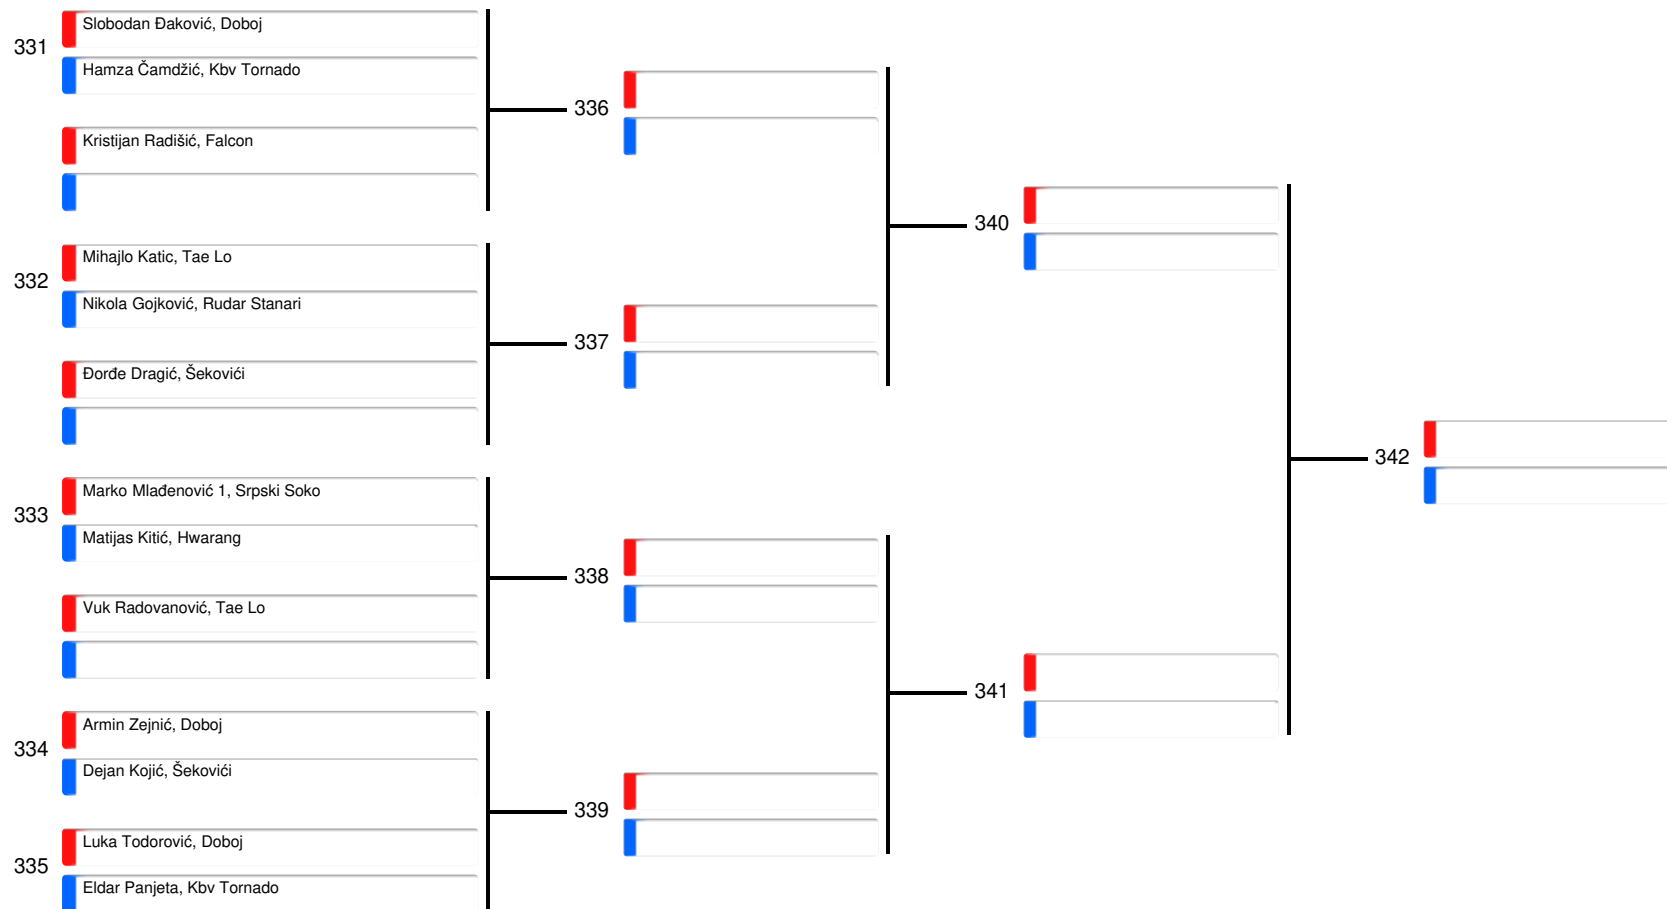 331
Slobodan Đaković, Doboj
Hamza Čamdžić, Kbv Tornado
Kristijan Radišić, Falcon
332
Mihajlo Katic, Tae Lo
Nikola Gojković, Rudar Stanari
Đorđe Dragić, Šekovići
333
Marko Mlađenović 1, Srpski Soko
Matijas Kitić, Hwarang
Vuk Radovanović, Tae Lo
334
Armin Zejnić, Doboj
Dejan Kojić, Šekovići
335
Luka Todorović, Doboj
Eldar Panjeta, Kbv Tornado
336
337
338
339
340
341
342